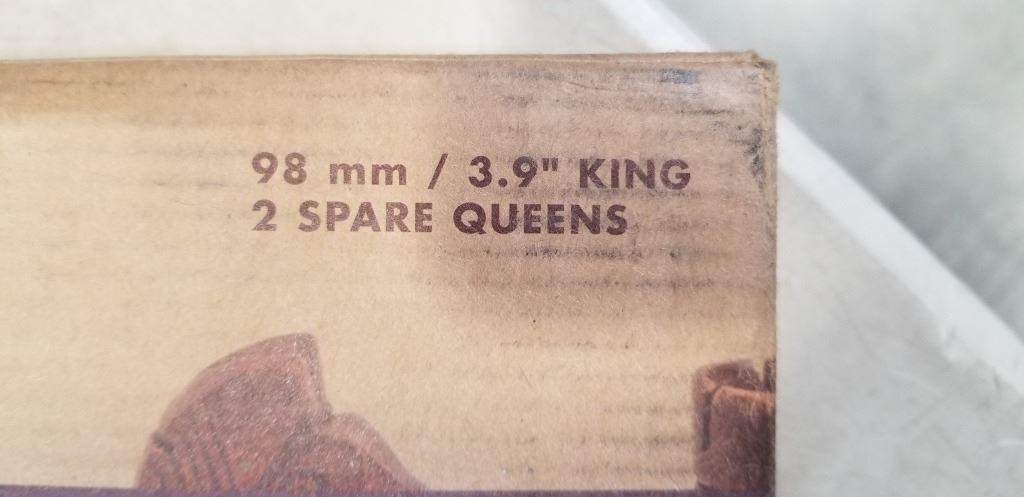 98 mm / 3.9" KING
2 SPARE QUEENS